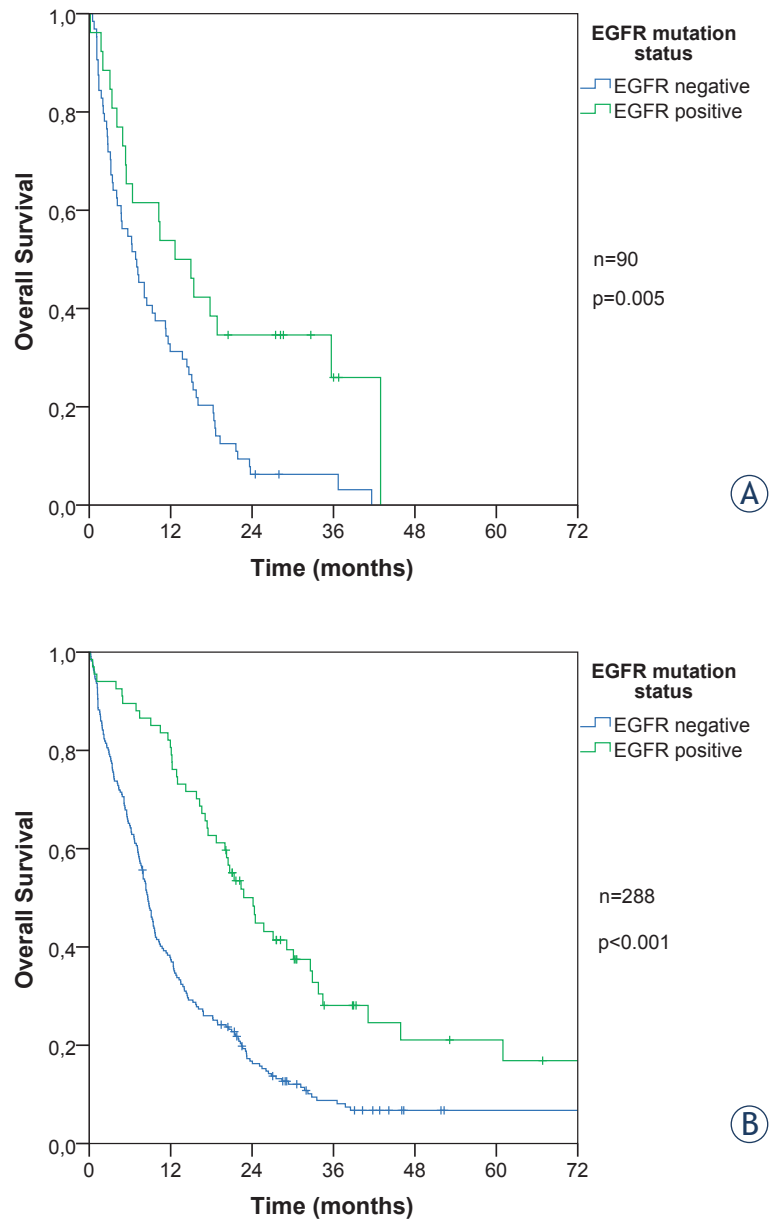 EGFR mutation
status
EGFR negative
EGFR positive
1,0
0,8
0,6
0,4
0,2
0,0
Overall Survival
n=90
p=0.005
0 12 24 36 48 60 72
Time (months)
A
EGFR mutation
status
EGFR negative
EGFR positive
1,0
0,8
0,6
0,4
0,2
0,0
Overall Survival
n=288
p<0.001
0 12 24 36 48 60 72
Time (months)
B